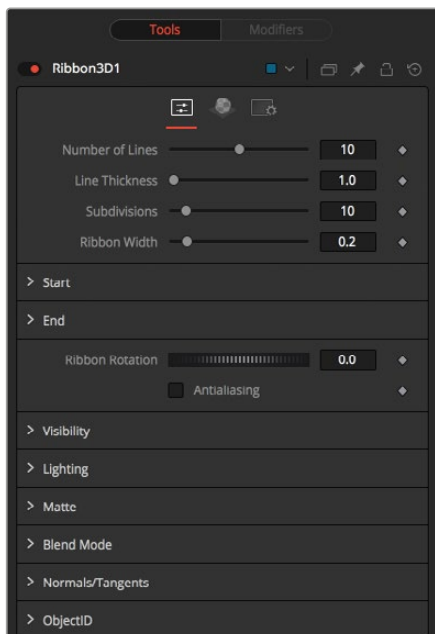 Tools Modifiers
Ribbon3D1
Number of Lines 10
Line Thickness 1.0
Subdivisions 10
Ribbon Width 0.2
Start
End
Ribbon Rotation 0.0
Antialiasing
Visibility
Lighting
Matte
Blend Mode
Normals/Tangents
ObjectID